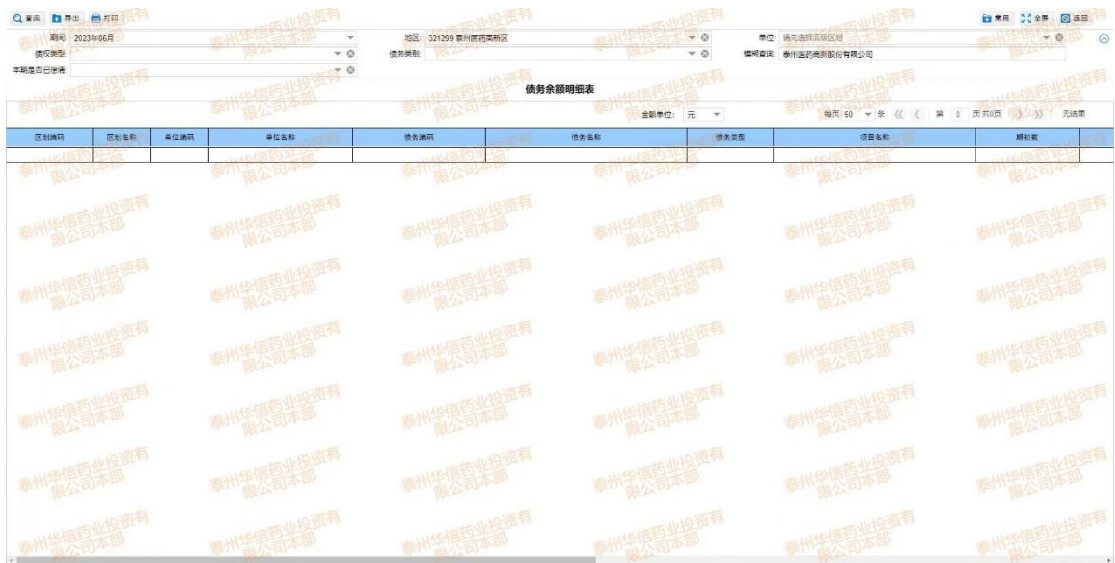 查询 导出 打印 常用 全屏 返回
期间: 2023年06月 地区: 321299 泰州医药高新区 单位: 请先选择底级区划
债权类型: 债务类别: 模糊查询: 泰州医药高新股份有限公司
本期是否已偿清:
债务余额明细表
金额单位: 元 每页 50 条 第 0 页 共0页 无结果
区划编码 区划名称 单位编码 单位名称 债务编码 债务名称 债务类型 项目名称 期初数
泰州华信药业投资有
限公司本部